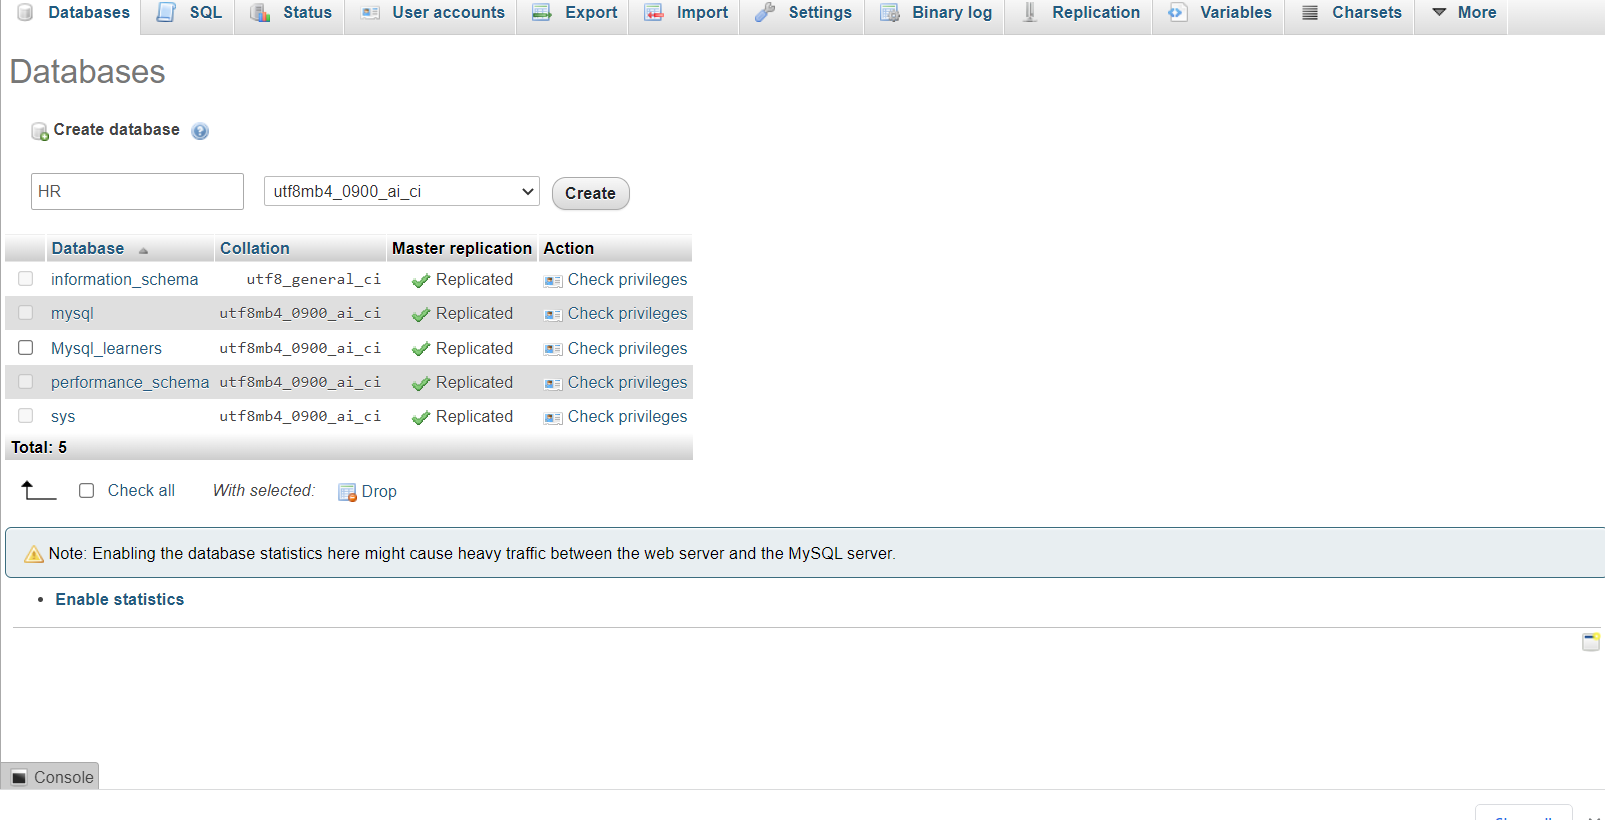 Databases SQL Status User accounts Export Import Settings Binary log Replication Variables Charsets More
Databases
Create database
HR utf8mb4_0900_ai_ci Create
Database Collation Master replication Action
information_schema utf8_general_ci Replicated Check privileges
mysql utf8mb4_0900_ai_ci Replicated Check privileges
Mysql_learners utf8mb4_0900_ai_ci Replicated Check privileges
performance_schema utf8mb4_0900_ai_ci Replicated Check privileges
sys utf8mb4_0900_ai_ci Replicated Check privileges
Total: 5
Check all With selected: Drop
Note: Enabling the database statistics here might cause heavy traffic between the web server and the MySQL server.
Enable statistics
Console